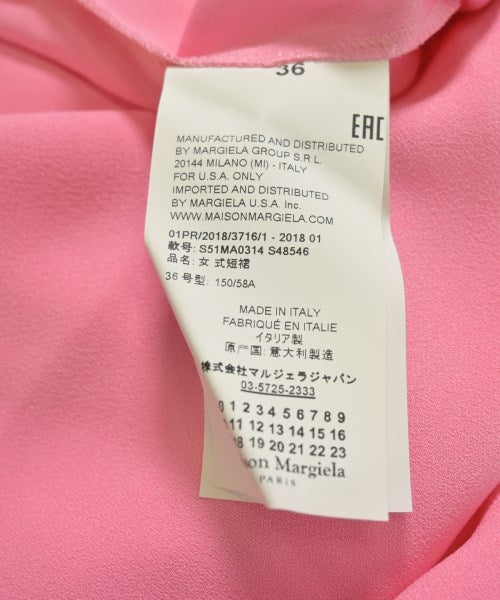 36
EAC
MANUFACTURED AND DISTRIBUTED
BY MARGIELA GROUP S.R.L.
20144 MILANO (MI) - ITALY
FOR U.S.A. ONLY
IMPORTED AND DISTRIBUTED
BY MARGIELA U.S.A. Inc.
WWW.MAISONMARGIELA.COM
01PR/2018/3716/1 - 2018 01
款号: S51MA0314 S48546
品名: 女 式短裙
36 号型: 150/58A
MADE IN ITALY
FABRIQUÉ EN ITALIE
イタリア製
原产国: 意大利製造
株式会社マルジェラジャパン
03-5725-2333
0 1 2 3 4 5 6 7 8 9
11 12 13 14 15 16 17
18 19 20 21 22 23
son Margiela
PARIS